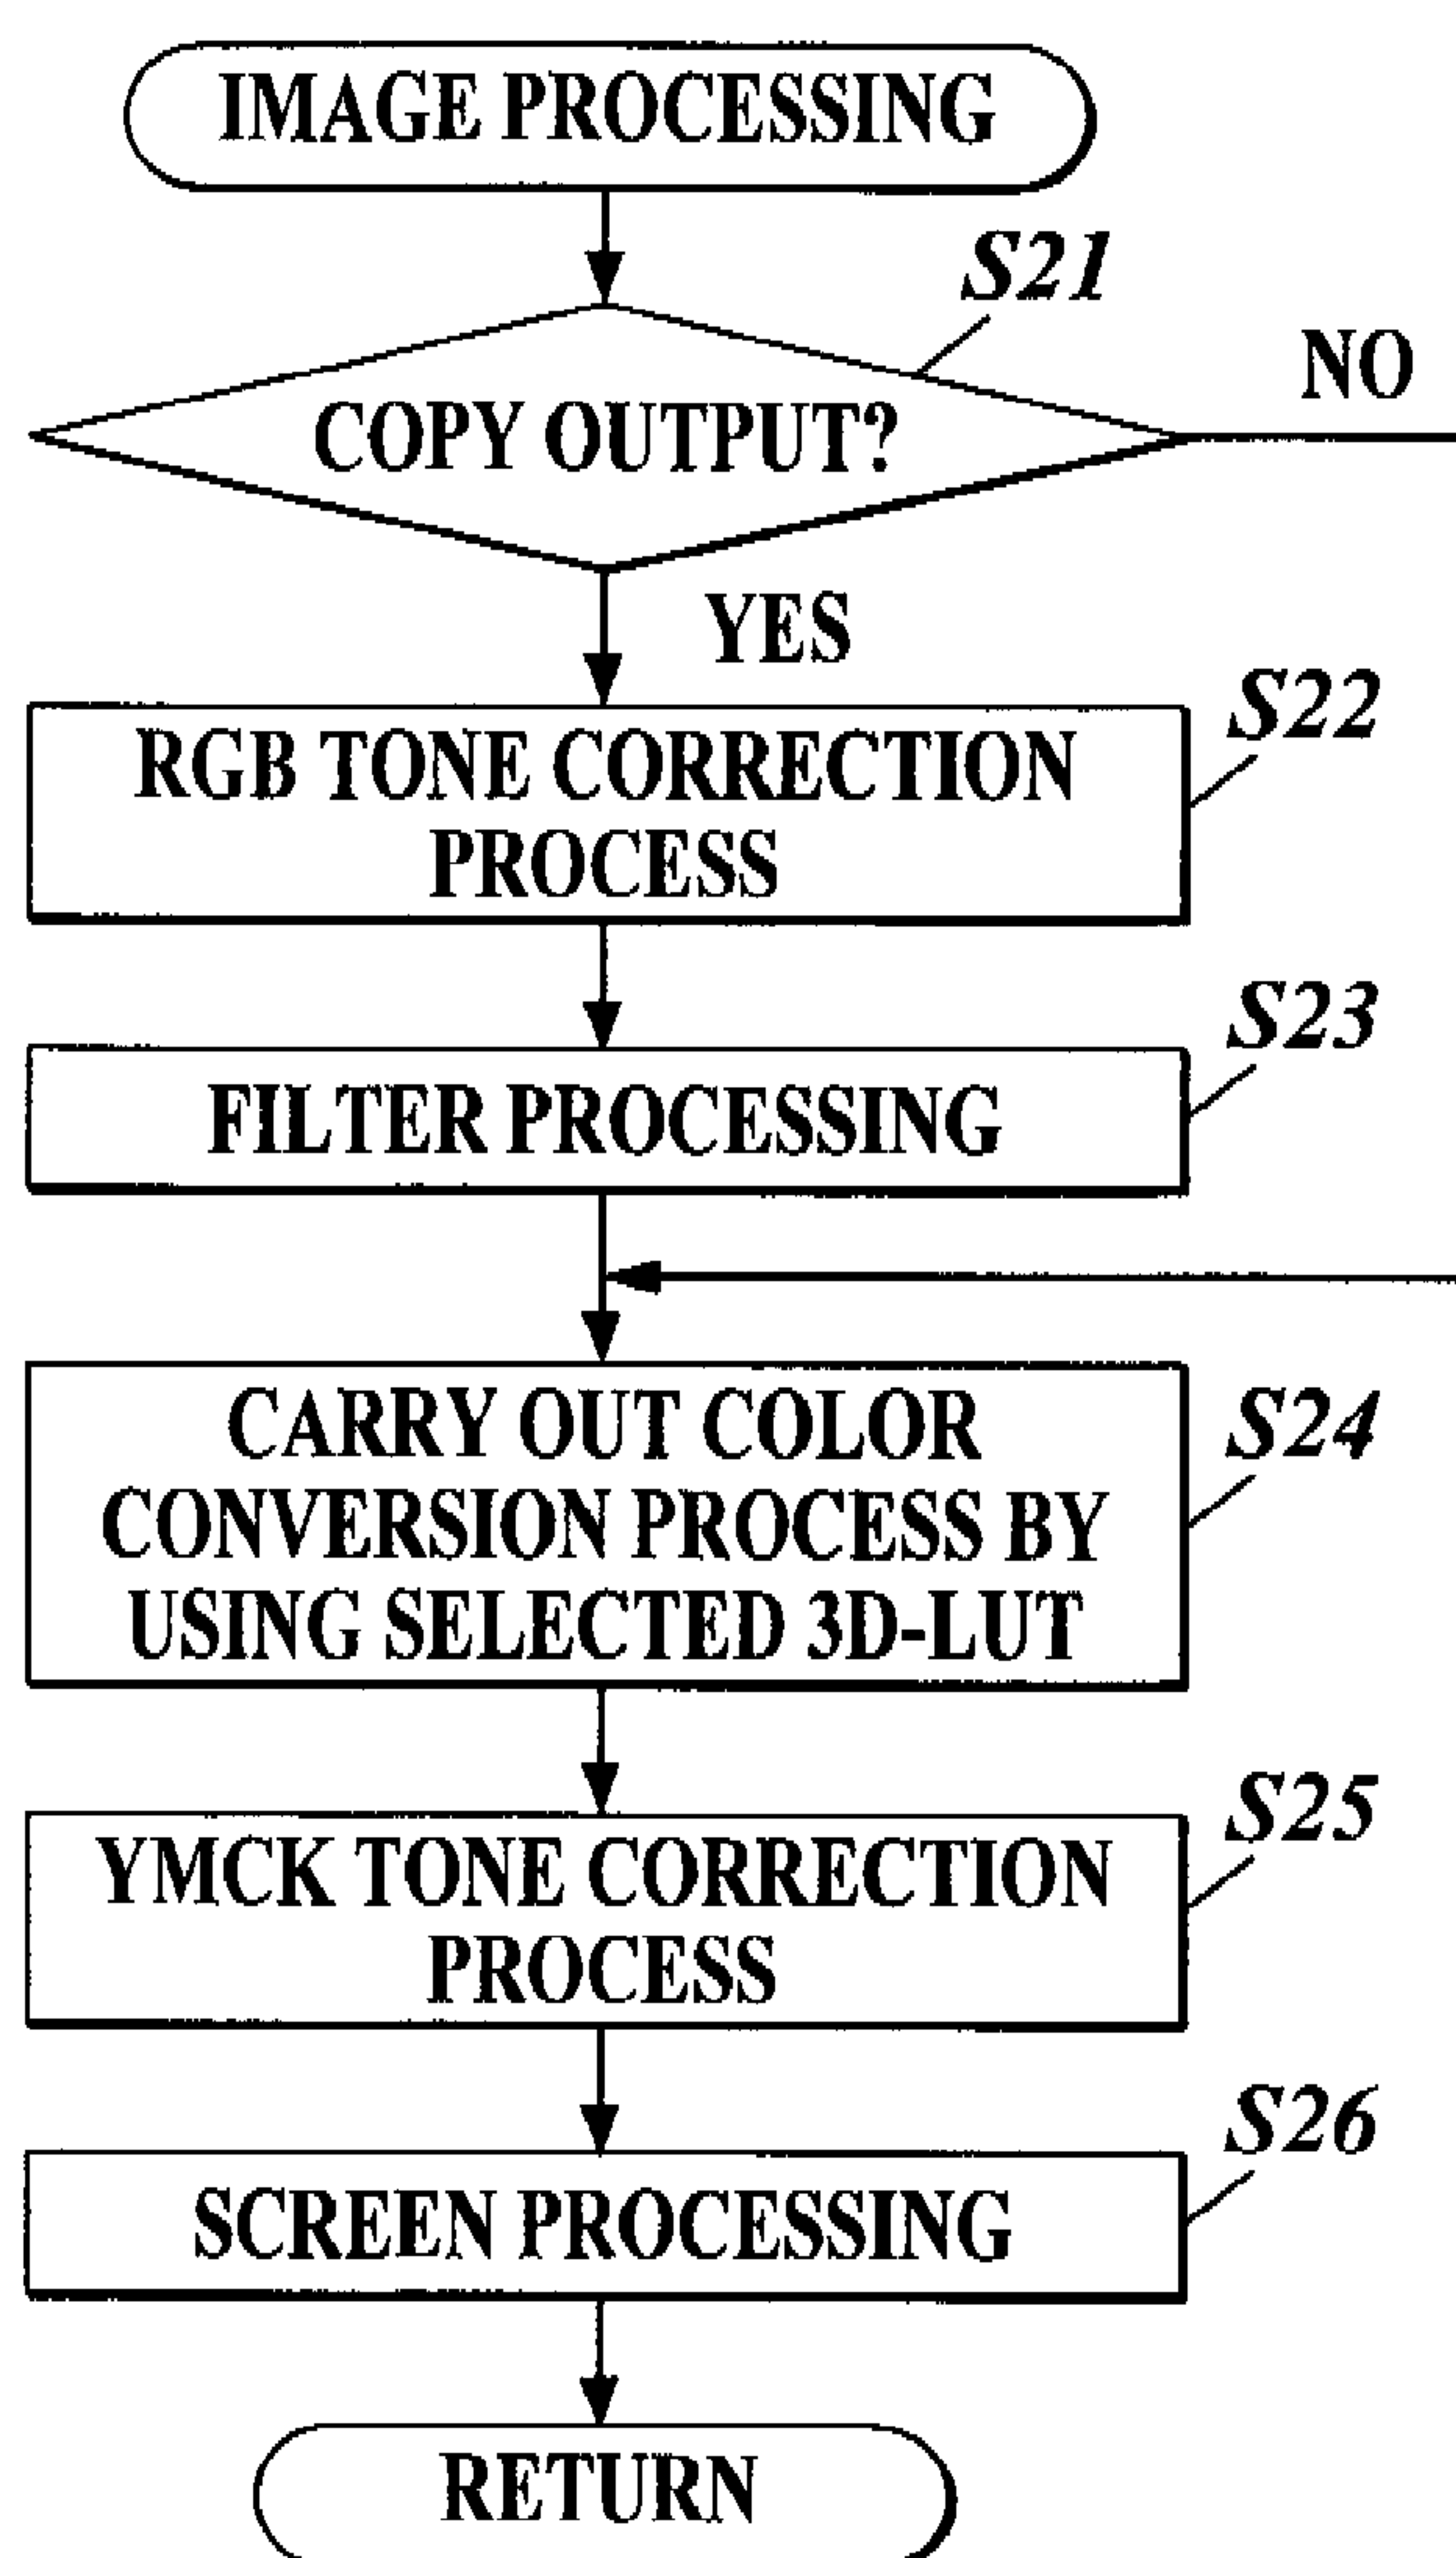 IMAGE PROCESSING
S21
COPY OUTPUT?
NO
YES
S22
RGB TONE CORRECTION
PROCESS
S23
FILTER PROCESSING
S24
CARRY OUT COLOR
CONVERSION PROCESS BY
USING SELECTED 3D-LUT
S25
YMCK TONE CORRECTION
PROCESS
S26
SCREEN PROCESSING
RETURN